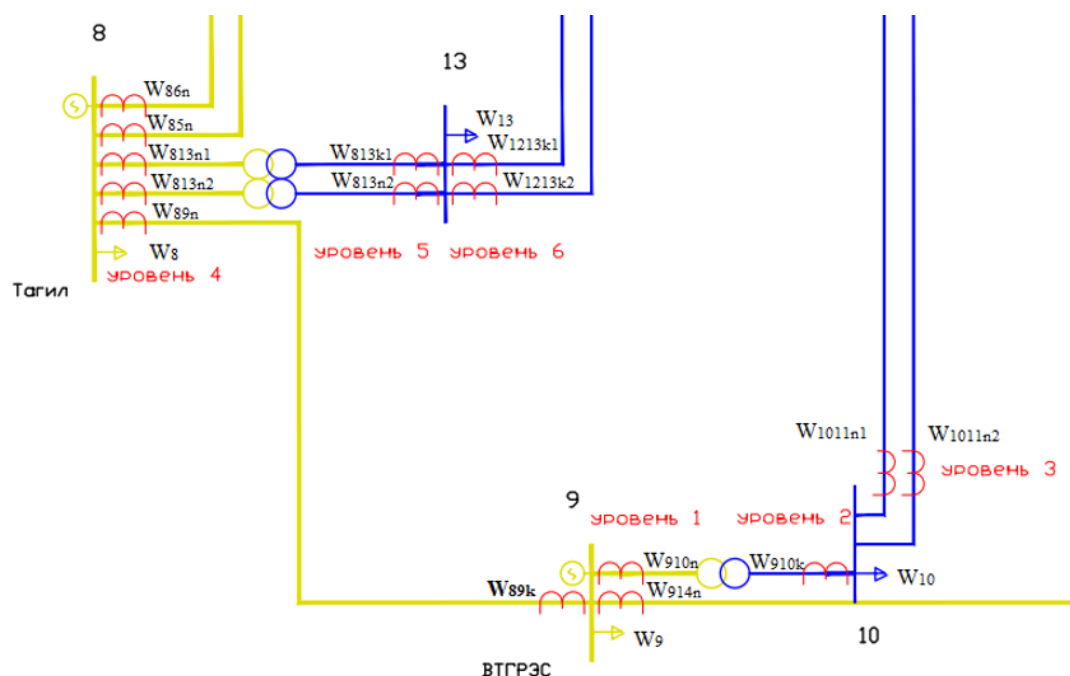 8
13
W86n
W85n
W813n1
W813n2
W89n
W8
уровень 4
Тагил
W813k1
W813n2
W13
W1213k1
W1213k2
уровень 5
уровень 6
W1011n1
W1011n2
уровень 3
9
уровень 1
уровень 2
W910n
W910k
W10
W89k
W914n
W9
10
ВТГРЭС